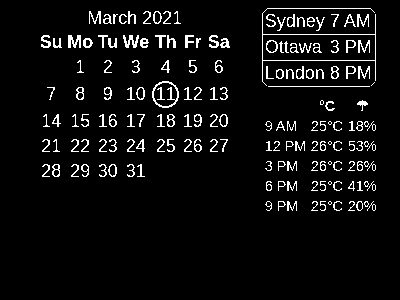 March 2021
Su Mo Tu We Th Fr Sa
1 2 3 4 5 6
7 8 9 10 11 12 13
14 15 16 17 18 19 20
21 22 23 24 25 26 27
28 29 30 31
Sydney 7 AM
Ottawa 3 PM
London 8 PM
°C ☂
9 AM 25°C 18%
12 PM 26°C 53%
3 PM 26°C 26%
6 PM 25°C 41%
9 PM 25°C 20%